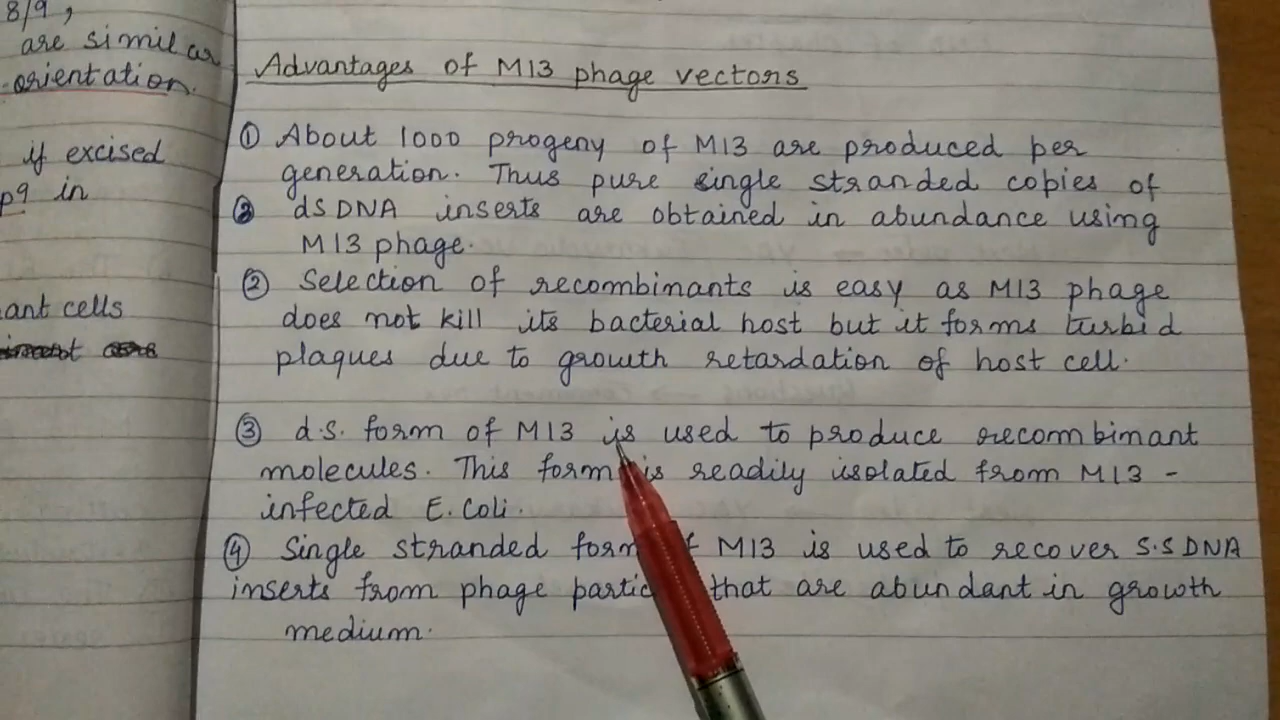 8/9,
are similar
orientation.
if excised
p9 in
ant cells
Advantages of M13 phage vectors
① About 1000 progeny of M13 are produced per
generation. Thus pure single stranded copies of
② dsDNA inserts are obtained in abundance using
M13 phage.
② Selection of recombinants is easy as M13 phage
does not kill its bacterial host but it forms turbid
plaques due to growth retardation of host cell.
③ d.s. form of M13 is used to produce recombinant
molecules. This form is readily isolated from M13 -
infected E. Coli.
④ Single stranded form of M13 is used to recover S.S DNA
inserts from phage partic that are abundant in growth
medium.